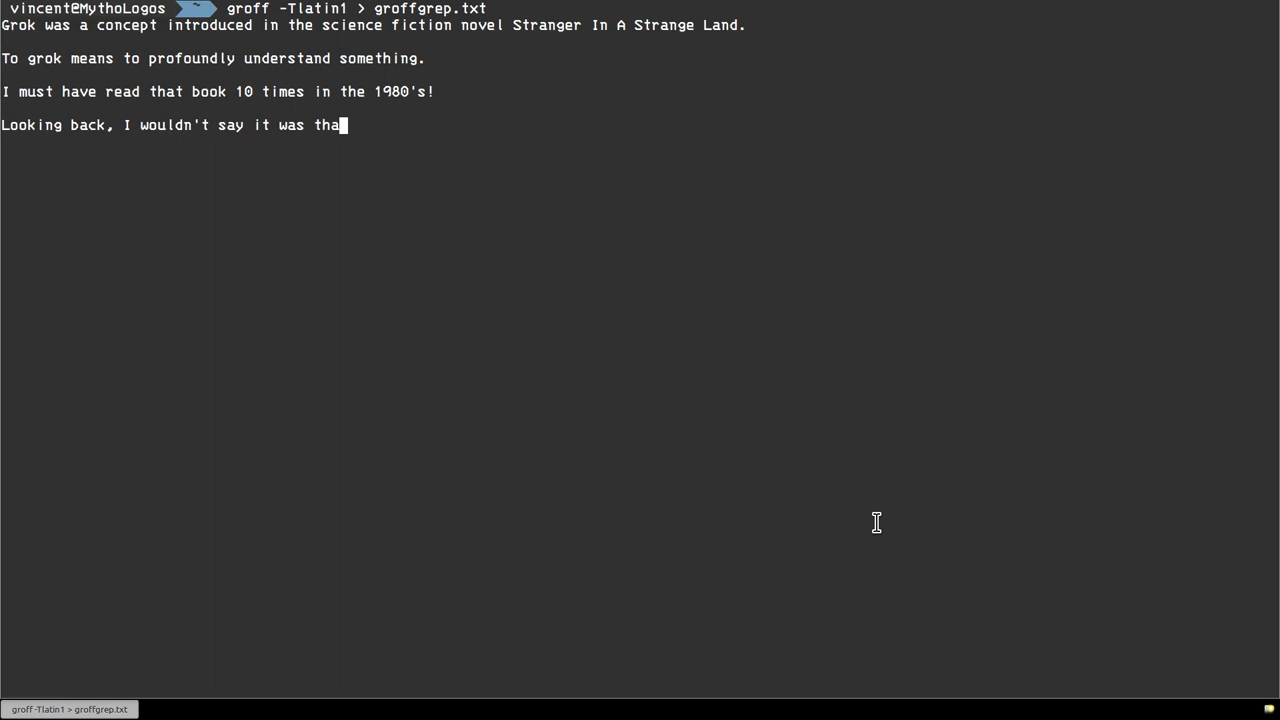 vincent@MythoLogos ~ groff -Tlatin1 > groffgrep.txt
Grok was a concept introduced in the science fiction novel Stranger In A Strange Land.
To grok means to profoundly understand something.
I must have read that book 10 times in the 1980's!
Looking back, I wouldn't say it was tha
groff -Tlatin1 > groffgrep.txt